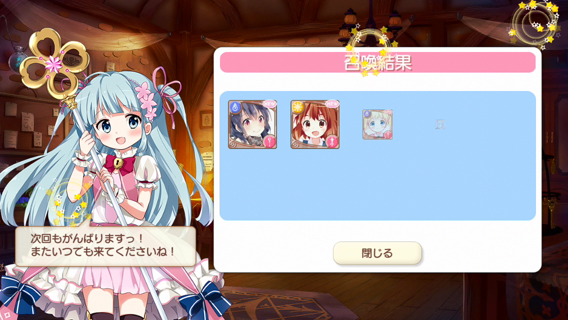 召喚結果
次回もがんばりますっ！
またいつでも来てくださいね！
閉じる